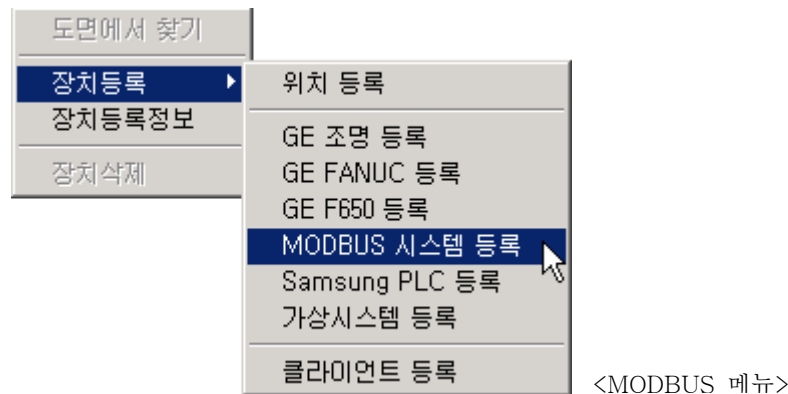 도면에서 찾기
장치등록
장치등록정보
장치삭제
위치 등록
GE 조명 등록
GE FANUC 등록
GE F650 등록
MODBUS 시스템 등록
Samsung PLC 등록
가상시스템 등록
클라이언트 등록
<MODBUS 메뉴>